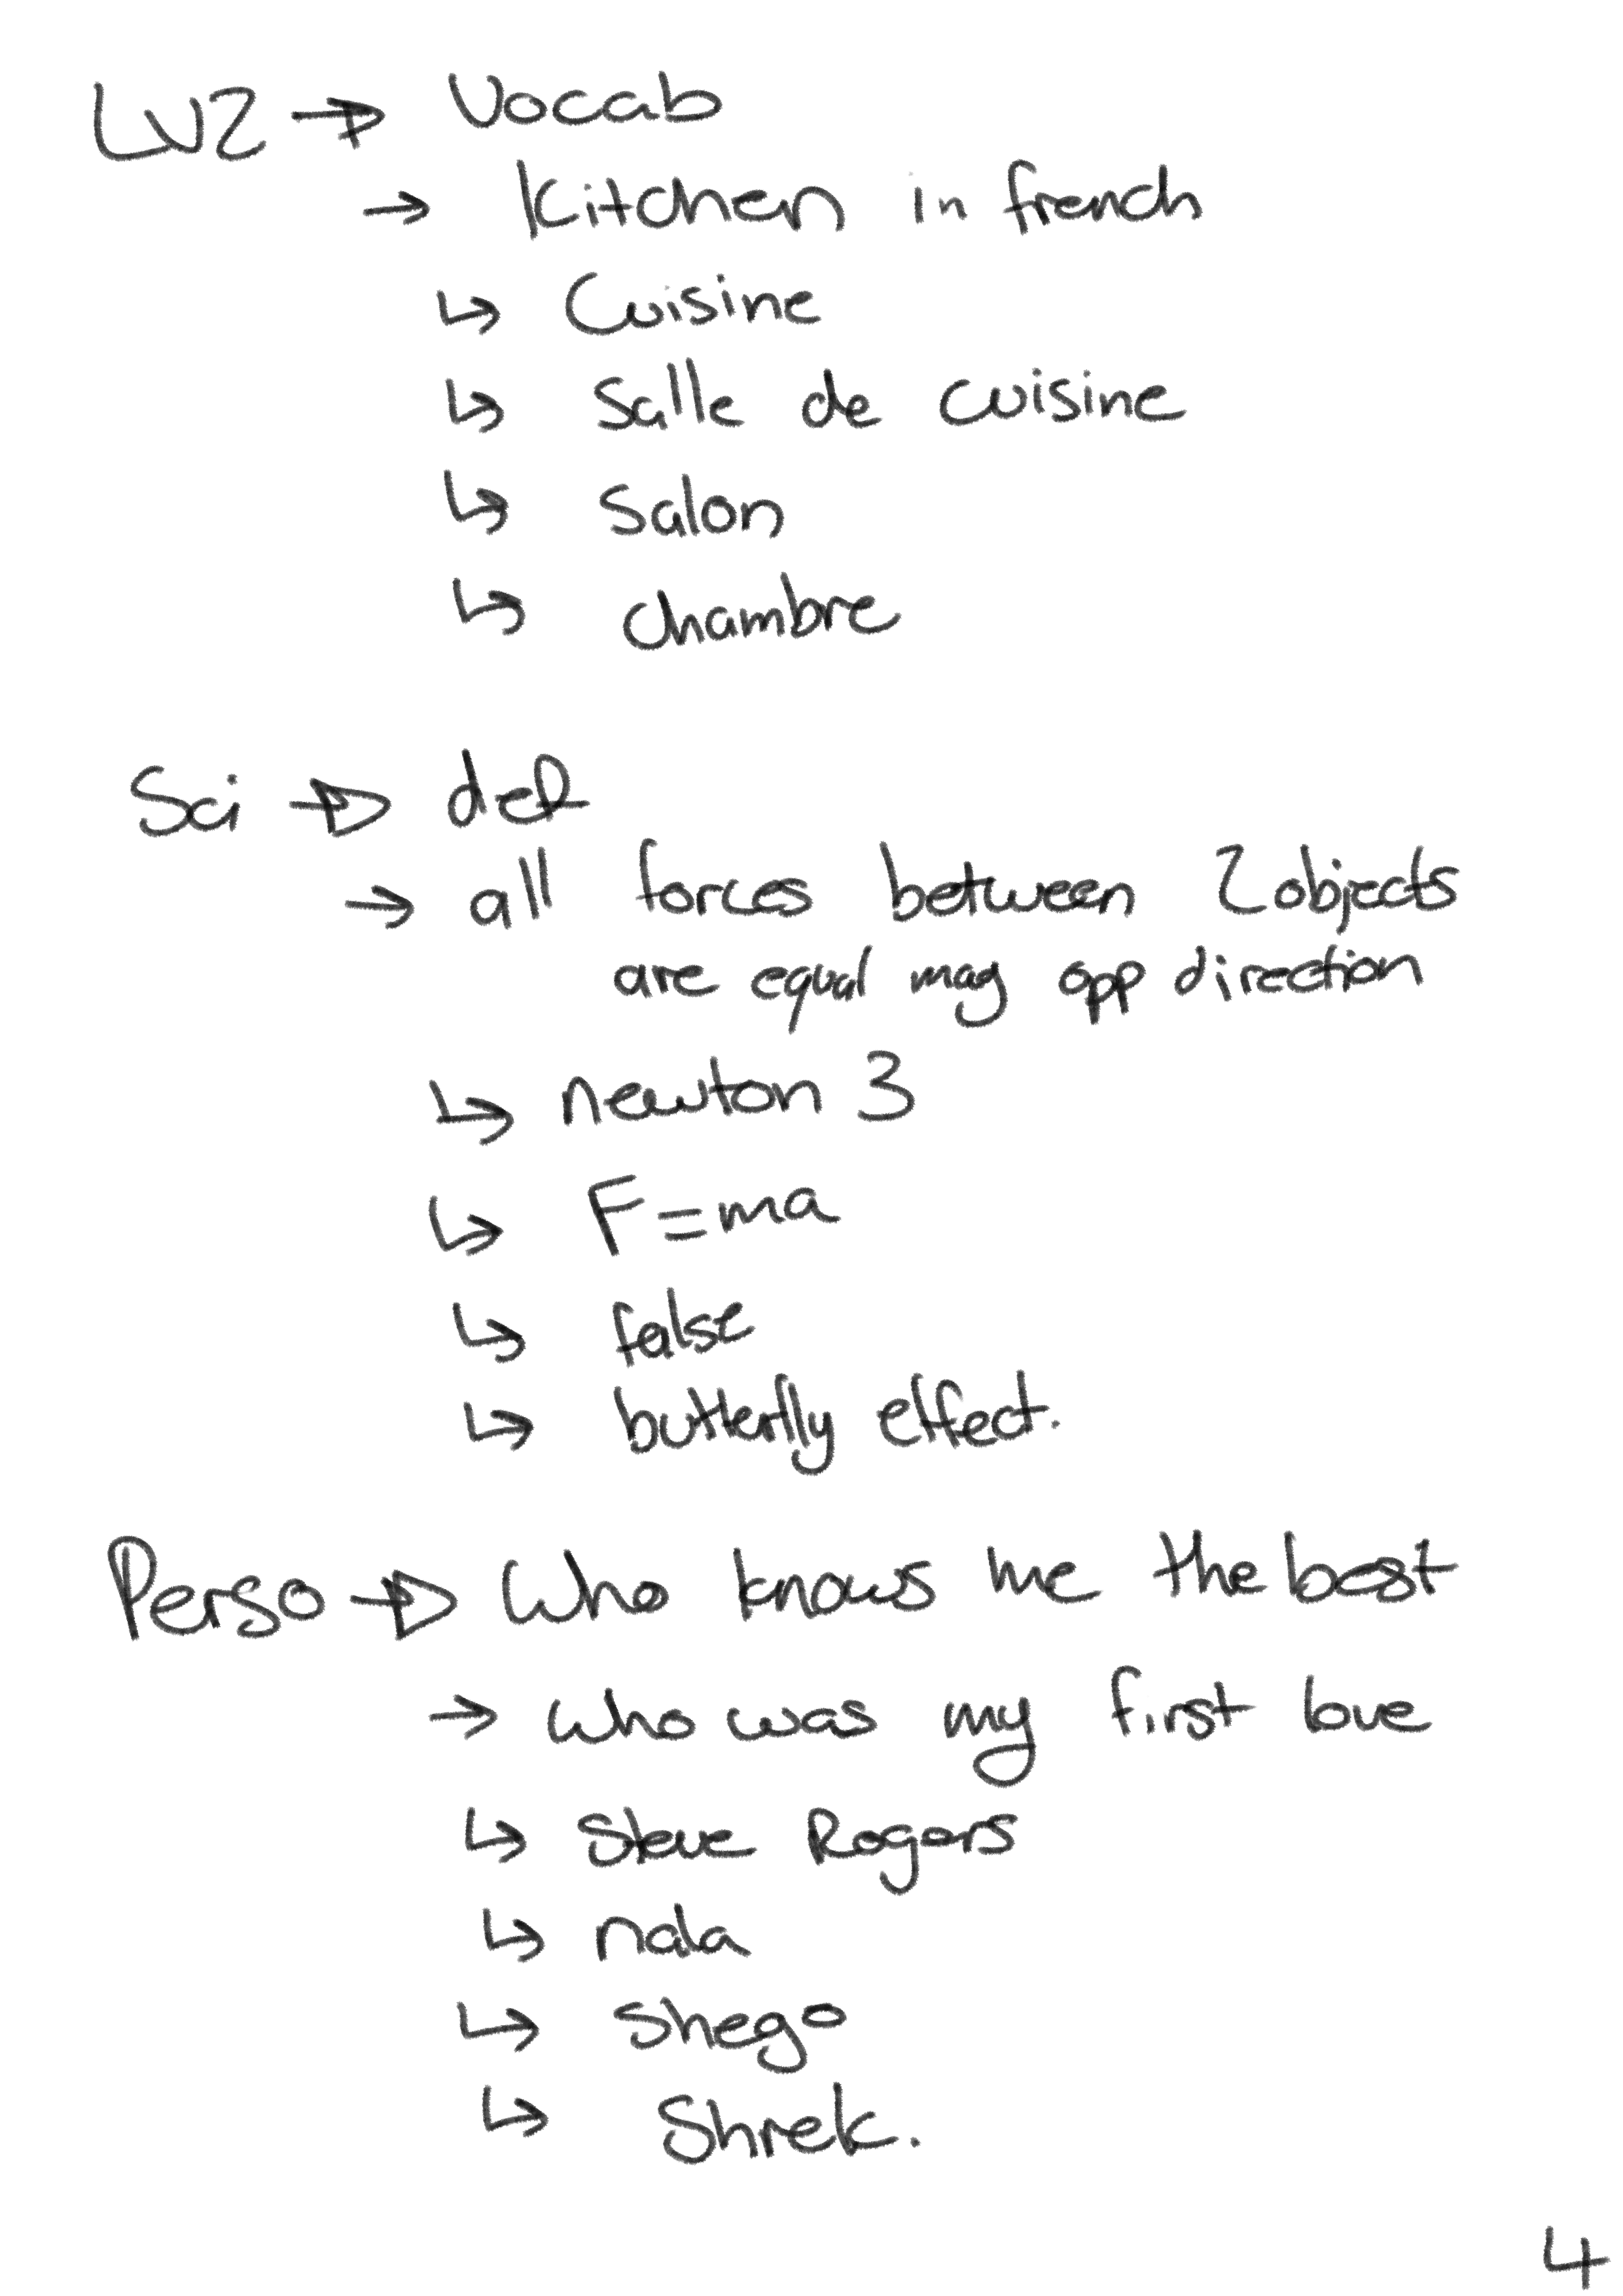 LV2 → Vocab
→ Kitchen in french
↳ Cuisine
↳ Salle de cuisine
↳ Salon
↳ chambre
Sci → def
→ all forces between 2 objects
are equal mag opp direction
↳ newton 3
↳ F=ma
↳ false
↳ butterfly effect.
Perso → Who knows me the best
→ who was my first love
↳ Steve Rogers
↳ nala
↳ Shego
↳ Shrek.
4